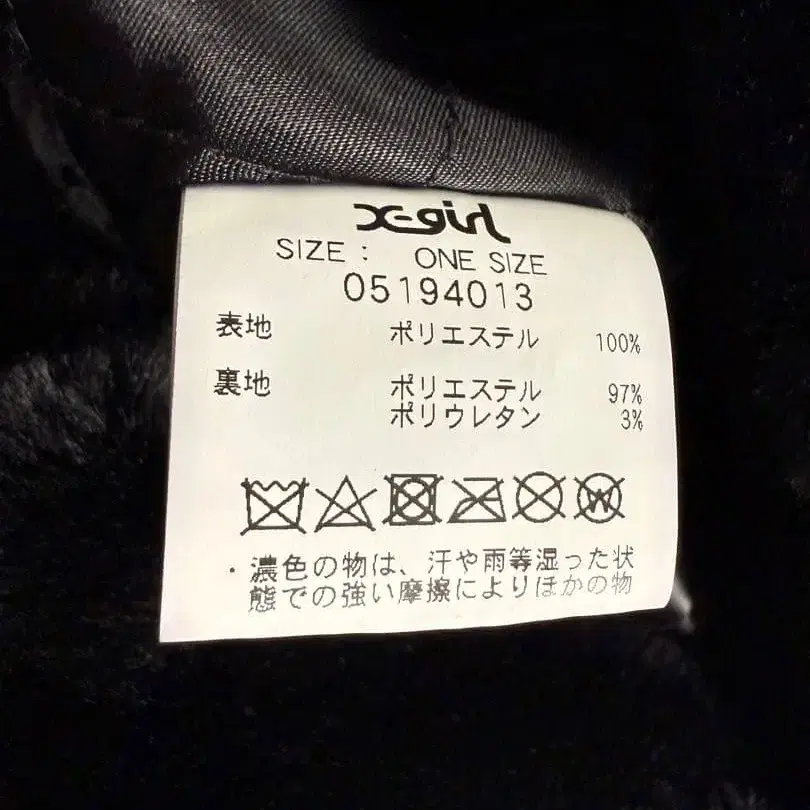 X-girl
SIZE : ONE SIZE
05194013
表地 ポリエステル 100%
裏地 ポリエステル 97%
ポリウレタン 3%
W
・濃色の物は、汗や雨等湿った状
態での強い摩擦によりほかの物